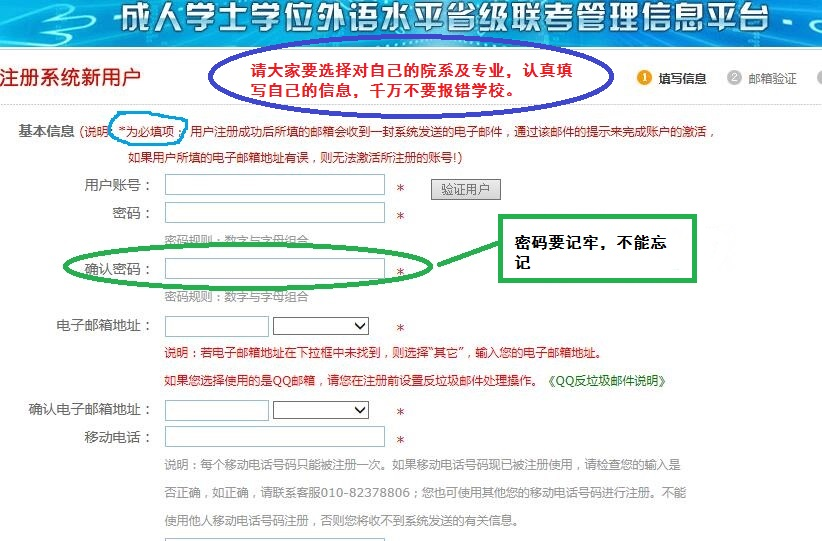 成人学士学位外语水平省级联考管理信息平台
注册系统新用户
请大家要选择对自己的院系及专业，认真填
写自己的信息，千万不要报错学校。
1 填写信息 2 邮箱验证
基本信息 (说明：*为必填项；用户注册成功后所填的邮箱会收到一封系统发送的电子邮件，通过该邮件的提示来完成账户的激活，
如果用户所填的电子邮箱地址有误，则无法激活所注册的账号!)
用户账号： * 验证用户
密码： *
密码规则：数字与字母组合
密码要记牢，不能忘
记
确认密码： *
密码规则：数字与字母组合
电子邮箱地址： *
说明：若电子邮箱地址在下拉框中未找到，则选择“其它”，输入您的电子邮箱地址。
如果您选择使用的是QQ邮箱，请您在注册前设置反垃圾邮件处理操作。《QQ反垃圾邮件说明》
确认电子邮箱地址： *
移动电话： *
说明：每个移动电话号码只能被注册一次。如果移动电话号码现已被注册使用，请检查您的输入是
否正确，如正确，请联系客服010-82378806；您也可使用其他您的移动电话号码进行注册。不能
使用他人移动电话号码注册，否则您将收不到系统发送的有关信息。